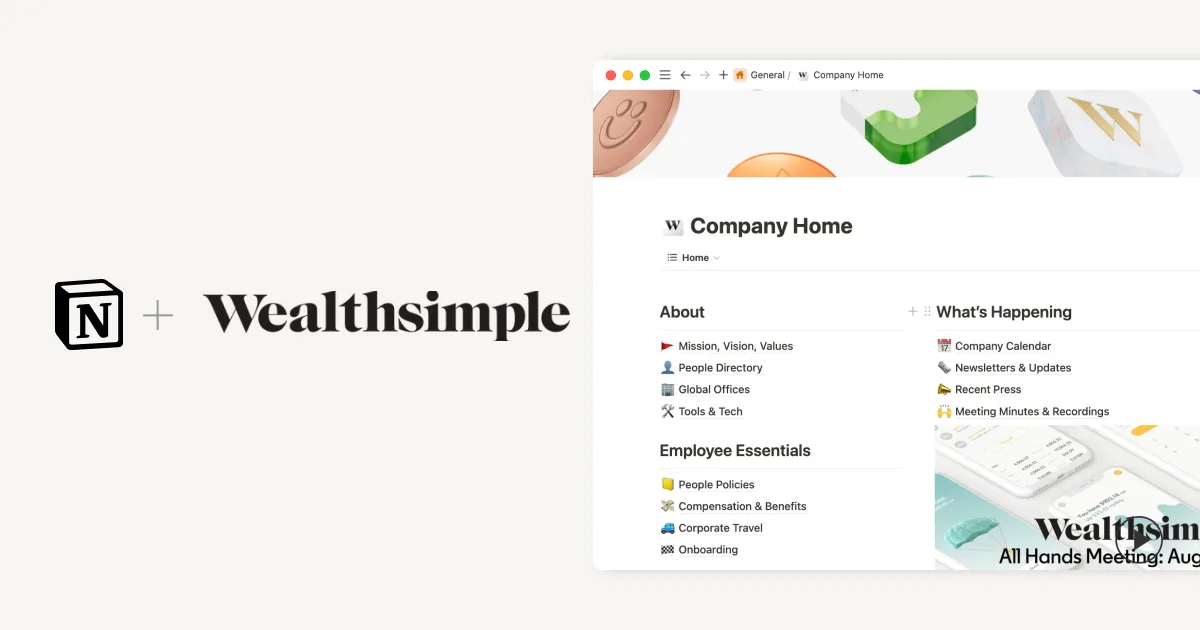 N
Wealthsimple
General / W Company Home
W
W Company Home
Home
About
Mission, Vision, Values
People Directory
Global Offices
Tools & Tech
Employee Essentials
People Policies
Compensation & Benefits
Corporate Travel
Onboarding
What’s Happening
Company Calendar
Newsletters & Updates
Recent Press
Meeting Minutes & Recordings
Wealthsim
All Hands Meeting: Aug